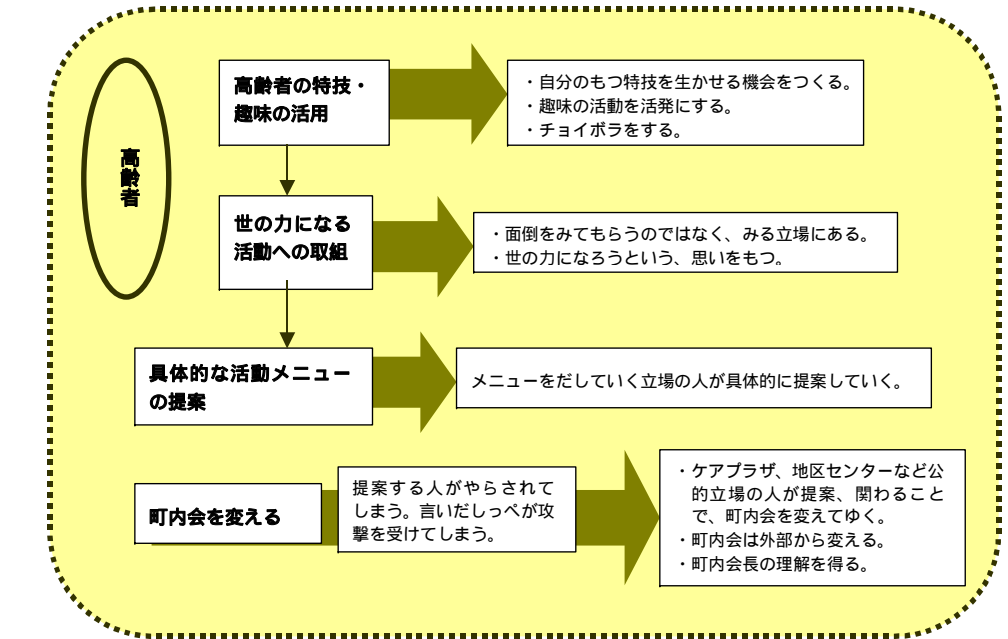 高齢者
高齢者の特技・
趣味の活用
・自分のもつ特技を生かせる機会をつくる。
・趣味の活動を活発にする。
・チョイボラをする。
世の力になる
活動への取組
・面倒をみてもらうのではなく、みる立場にある。
・世の力になろうという、思いをもつ。
具体的な活動メニュー
の提案
メニューをだしていく立場の人が具体的に提案していく。
町内会を変える
提案する人がやらされて
しまう。言いだしっぺが攻
撃を受けてしまう。
・ケアプラザ、地区センターなど公
的立場の人が提案、関わること
で、町内会を変えてゆく。
・町内会は外部から変える。
・町内会長の理解を得る。